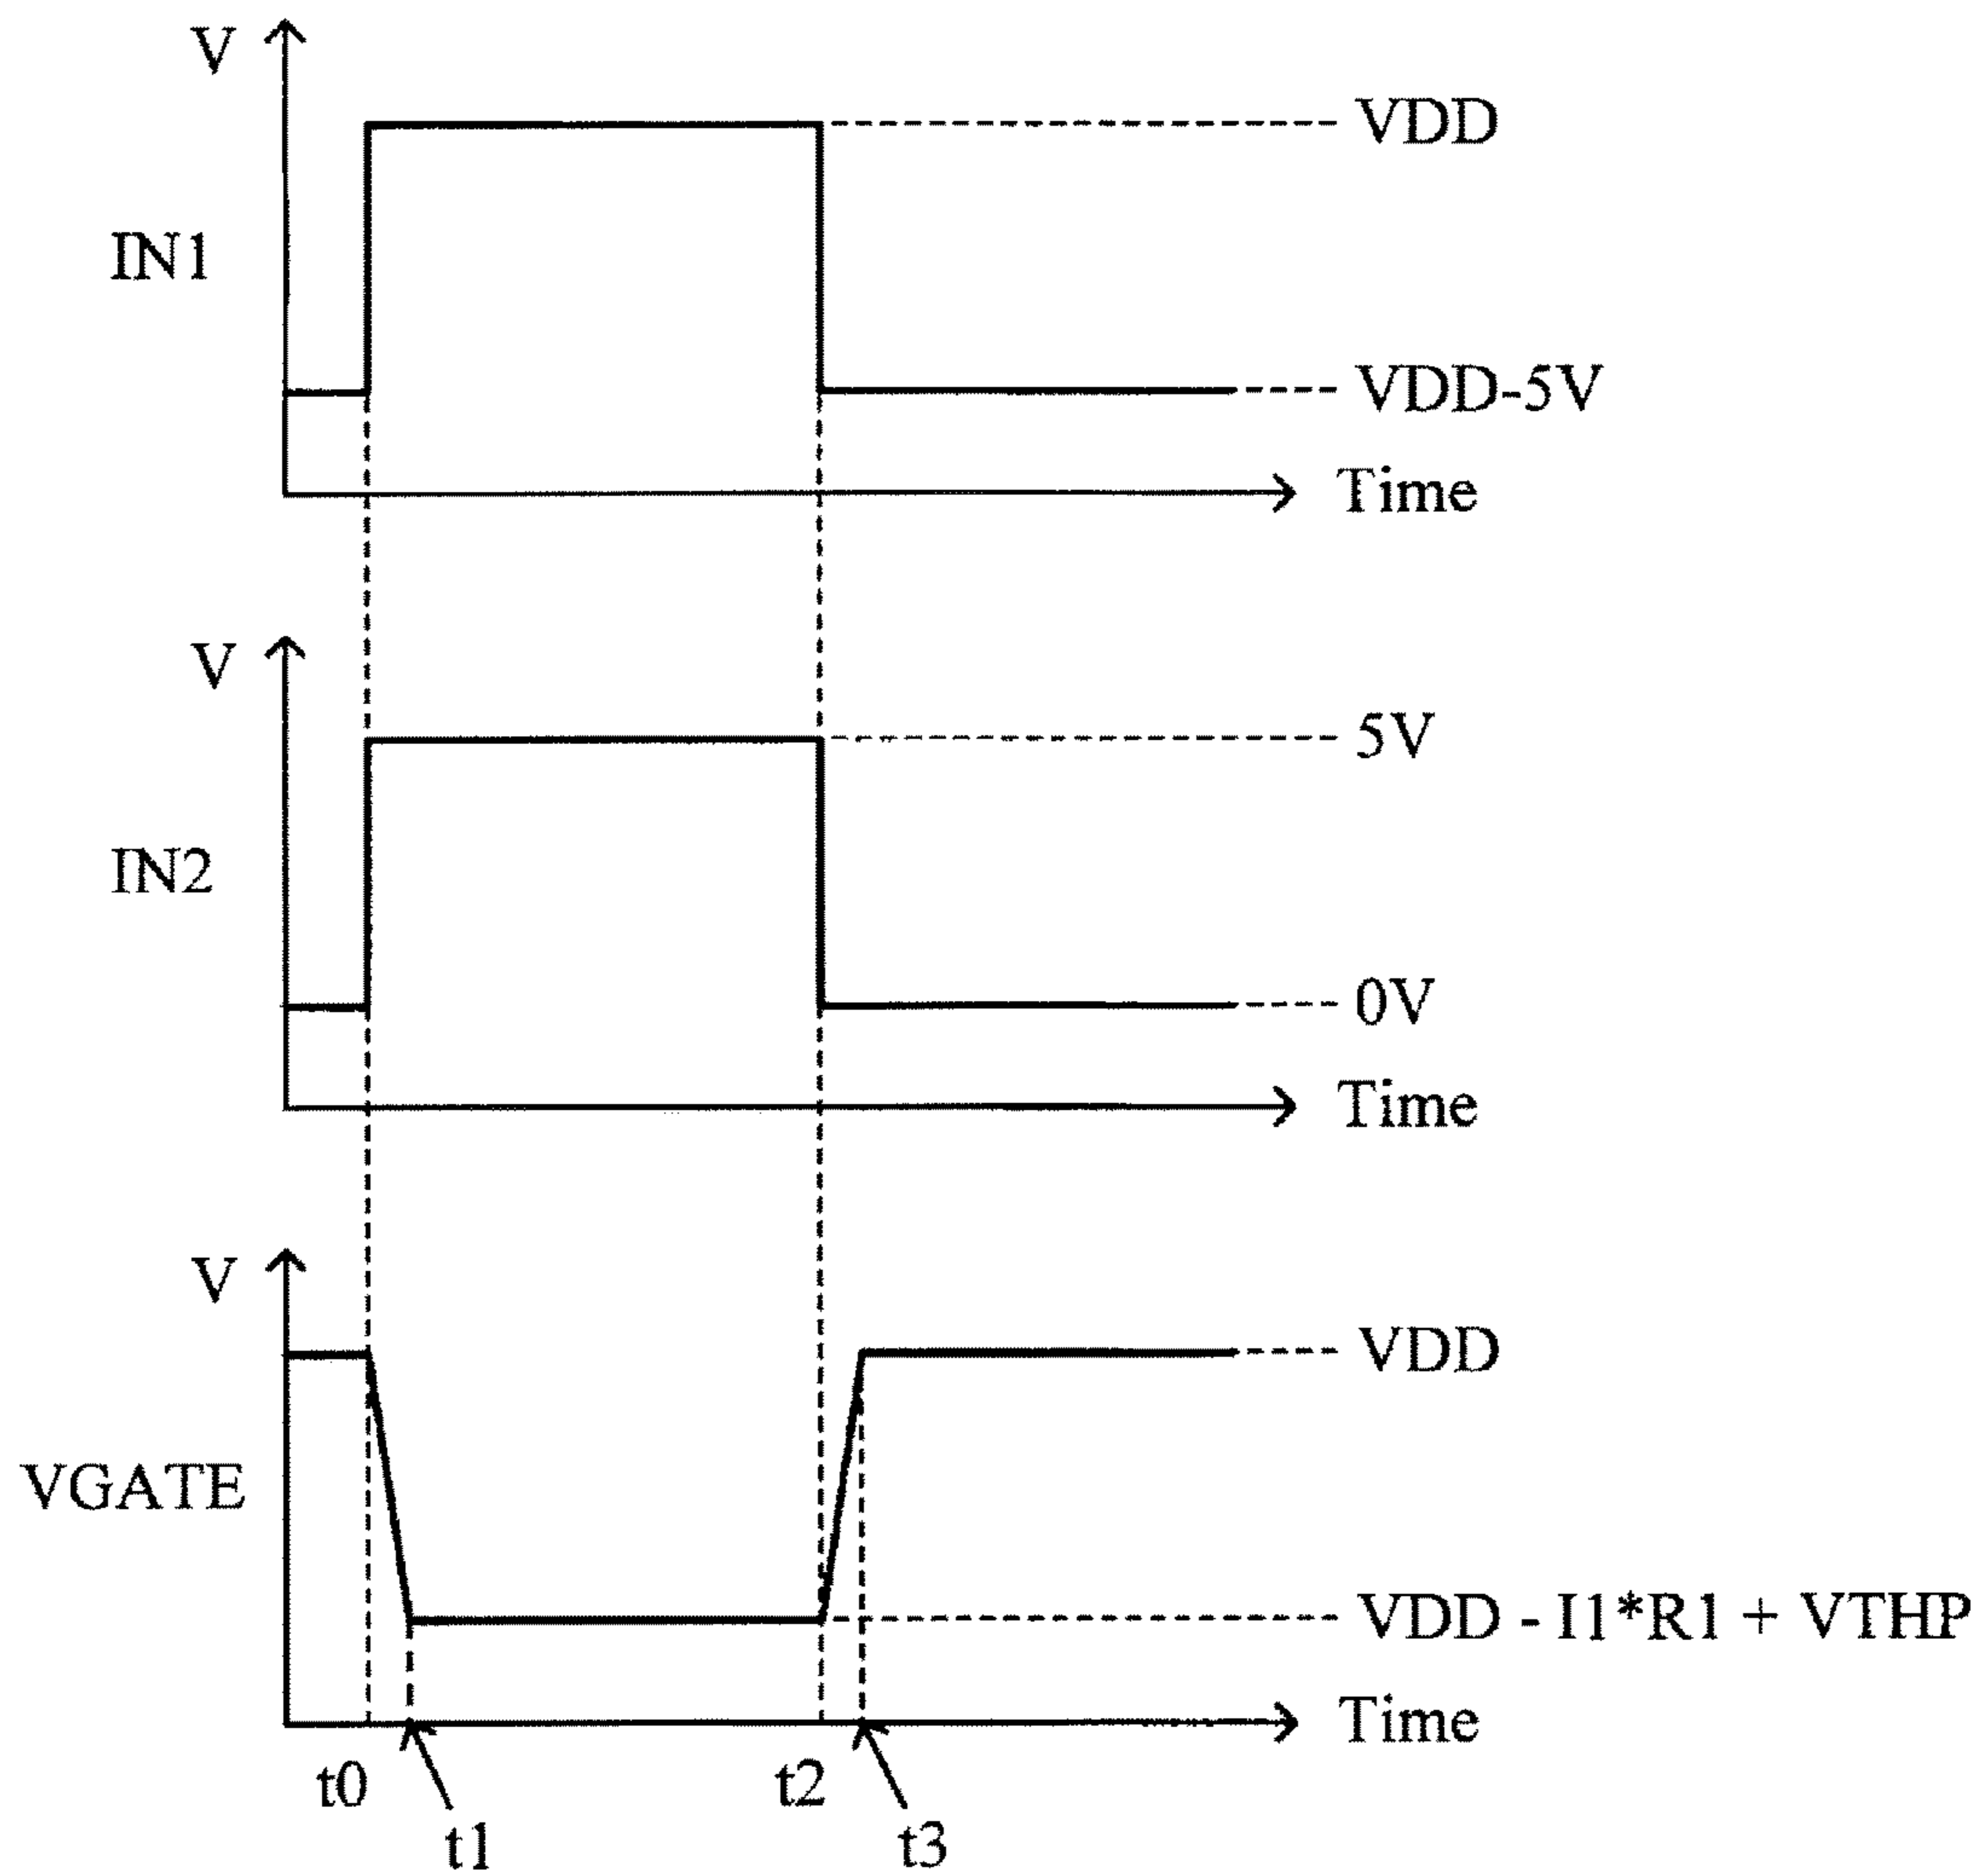 V
VDD
IN1
VDD-5V
Time
V
5V
IN2
0V
Time
V
VDD
VGATE
VDD - I1*R1 + VTHP
Time
t0
t2
t1
t3